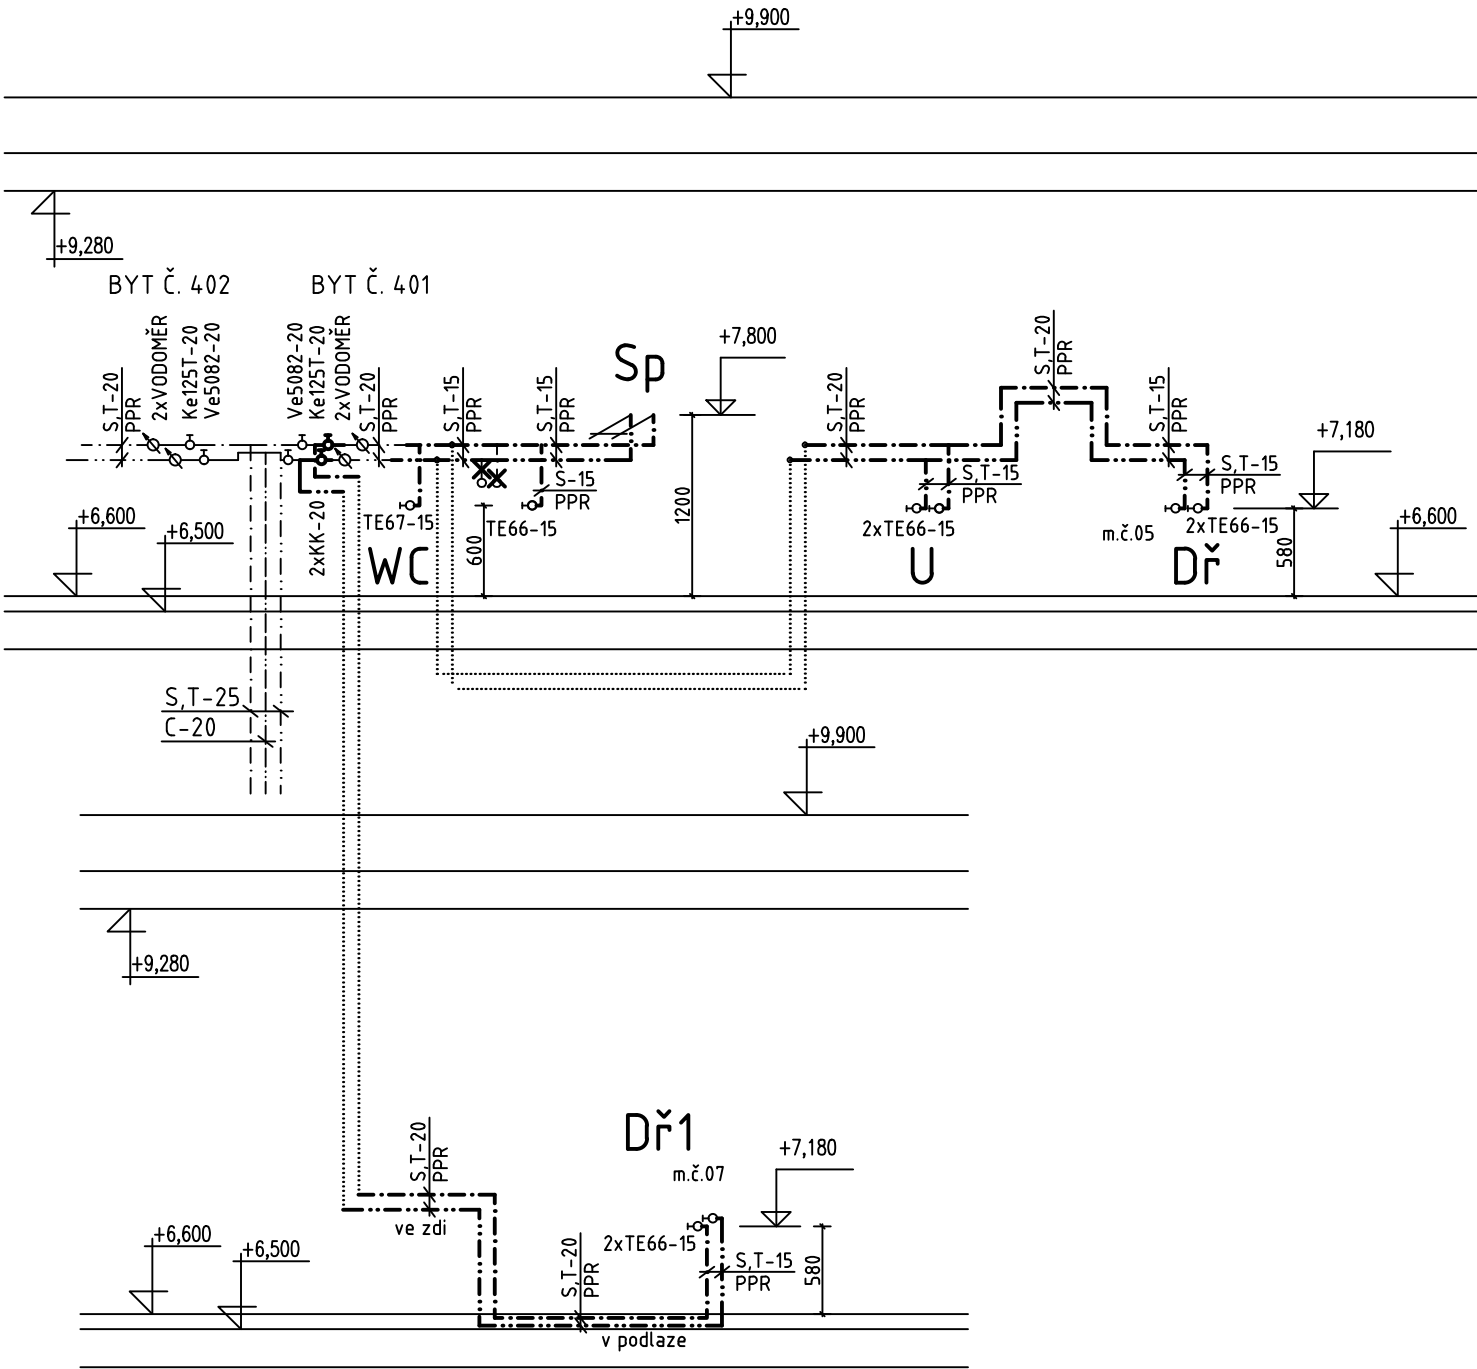 +9,900
+9,280
BYT Č. 402
BYT Č. 401
S,T-20
PPR
2xVODOMĚR
Ke125T-20
Ve5082-20
Ve5082-20
Ke125T-20
2xVODOMĚR
S,T-20
PPR
S,T-15
PPR
S,T-15
PPR
Sp
+7,800
S,T-20
PPR
S,T-20
PPR
S,T-15
PPR
+7,180
S,T-15
PPR
S,T-15
PPR
S-15
PPR
1200
+6,600
+6,500
2xKK-20
TE67-15
WC
600
TE66-15
2xTE66-15
U
m.č.05
2xTE66-15
Dř
580
+6,600
S,T-25
C-20
+9,900
+9,280
S,T-20
PPR
ve zdi
Dř1
m.č.07
+7,180
2xTE66-15
S,T-15
PPR
580
S,T-20
PPR
+6,600
+6,500
v podlaze